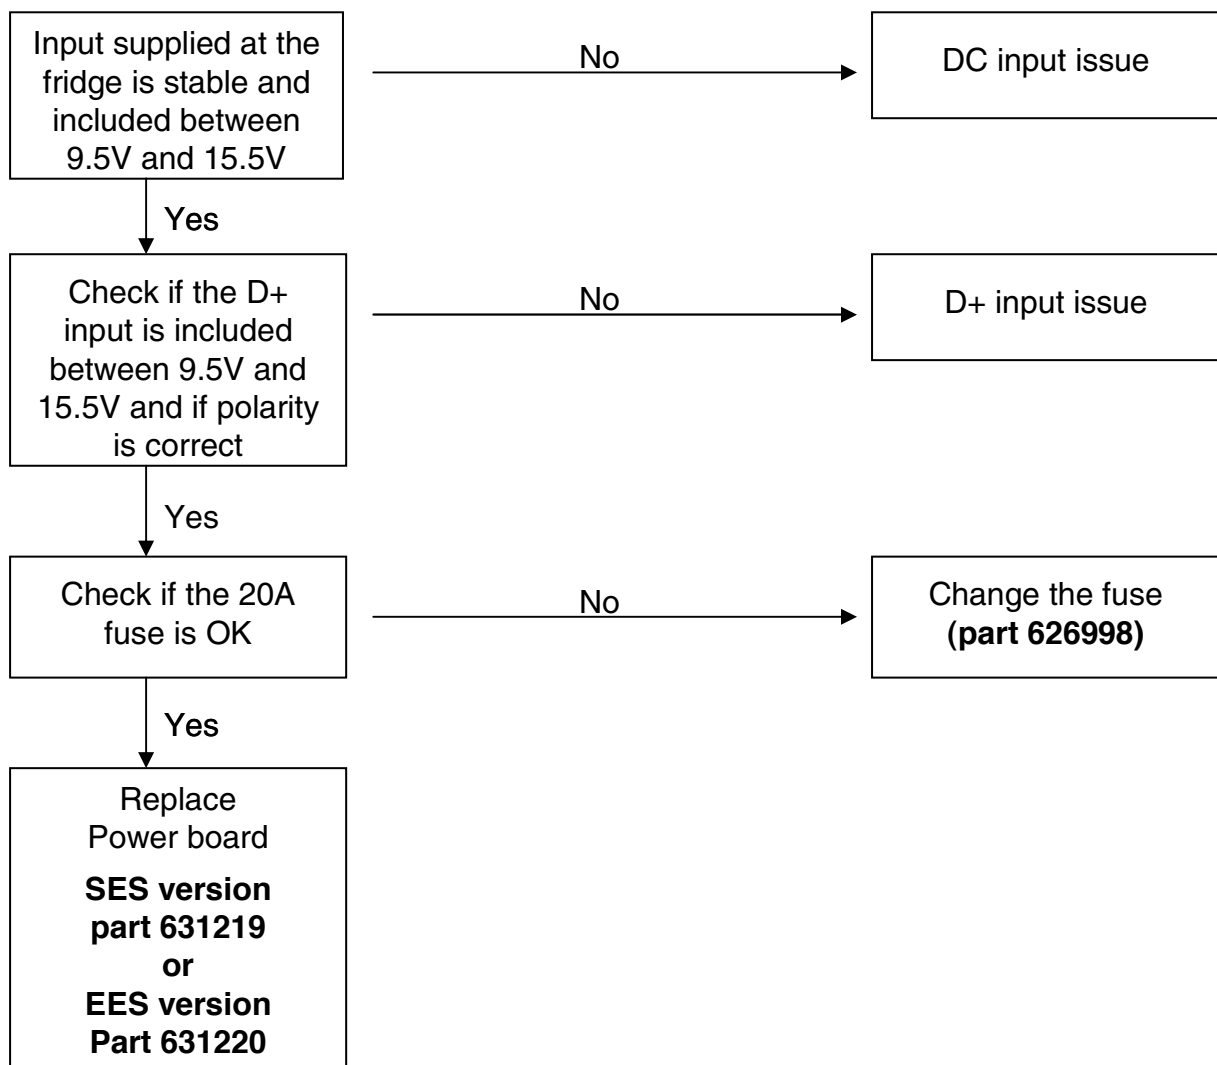 Input supplied at the
fridge is stable and
included between
9.5V and 15.5V
No
DC input issue
Yes
Check if the D+
input is included
between 9.5V and
15.5V and if polarity
is correct
No
D+ input issue
Yes
Check if the 20A
fuse is OK
No
Change the fuse
(part 626998)
Yes
Replace
Power board
SES version
part 631219
or
EES version
Part 631220